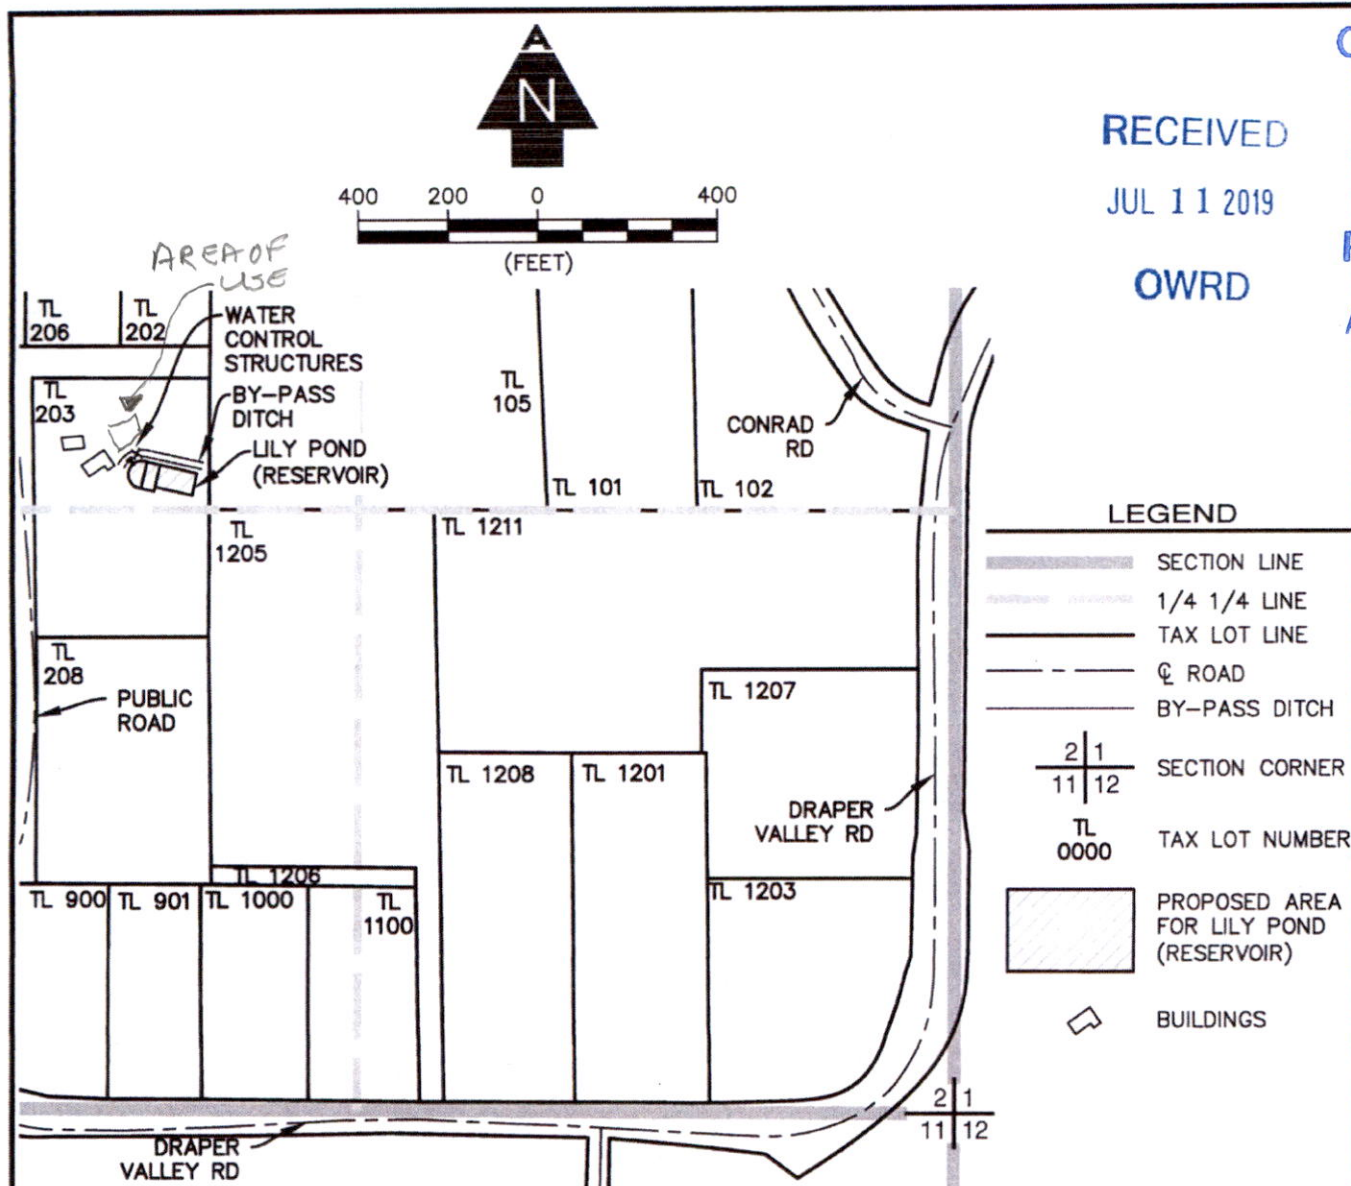 A
N
RECEIVED
JUL 11 2019
OWRD
400 200 0 400
(FEET)
AREA OF
USE
TL
206
TL
202
WATER
CONTROL
STRUCTURES
BY-PASS
DITCH
LILY POND
(RESERVOIR)
TL
203
TL
105
CONRAD
RD
TL 101
TL 102
TL
1205
TL 1211
LEGEND
SECTION LINE
1/4 1/4 LINE
TAX LOT LINE
℄ ROAD
BY-PASS DITCH
2 1
11 12
SECTION CORNER
TL
0000
TAX LOT NUMBER
PROPOSED AREA
FOR LILY POND
(RESERVOIR)
BUILDINGS
TL
208
PUBLIC
ROAD
TL 1207
TL 1208
TL 1201
DRAPER
VALLEY RD
TL 1206
TL 1203
TL 900
TL 901
TL 1000
TL
1100
2 1
11 12
DRAPER
VALLEY RD